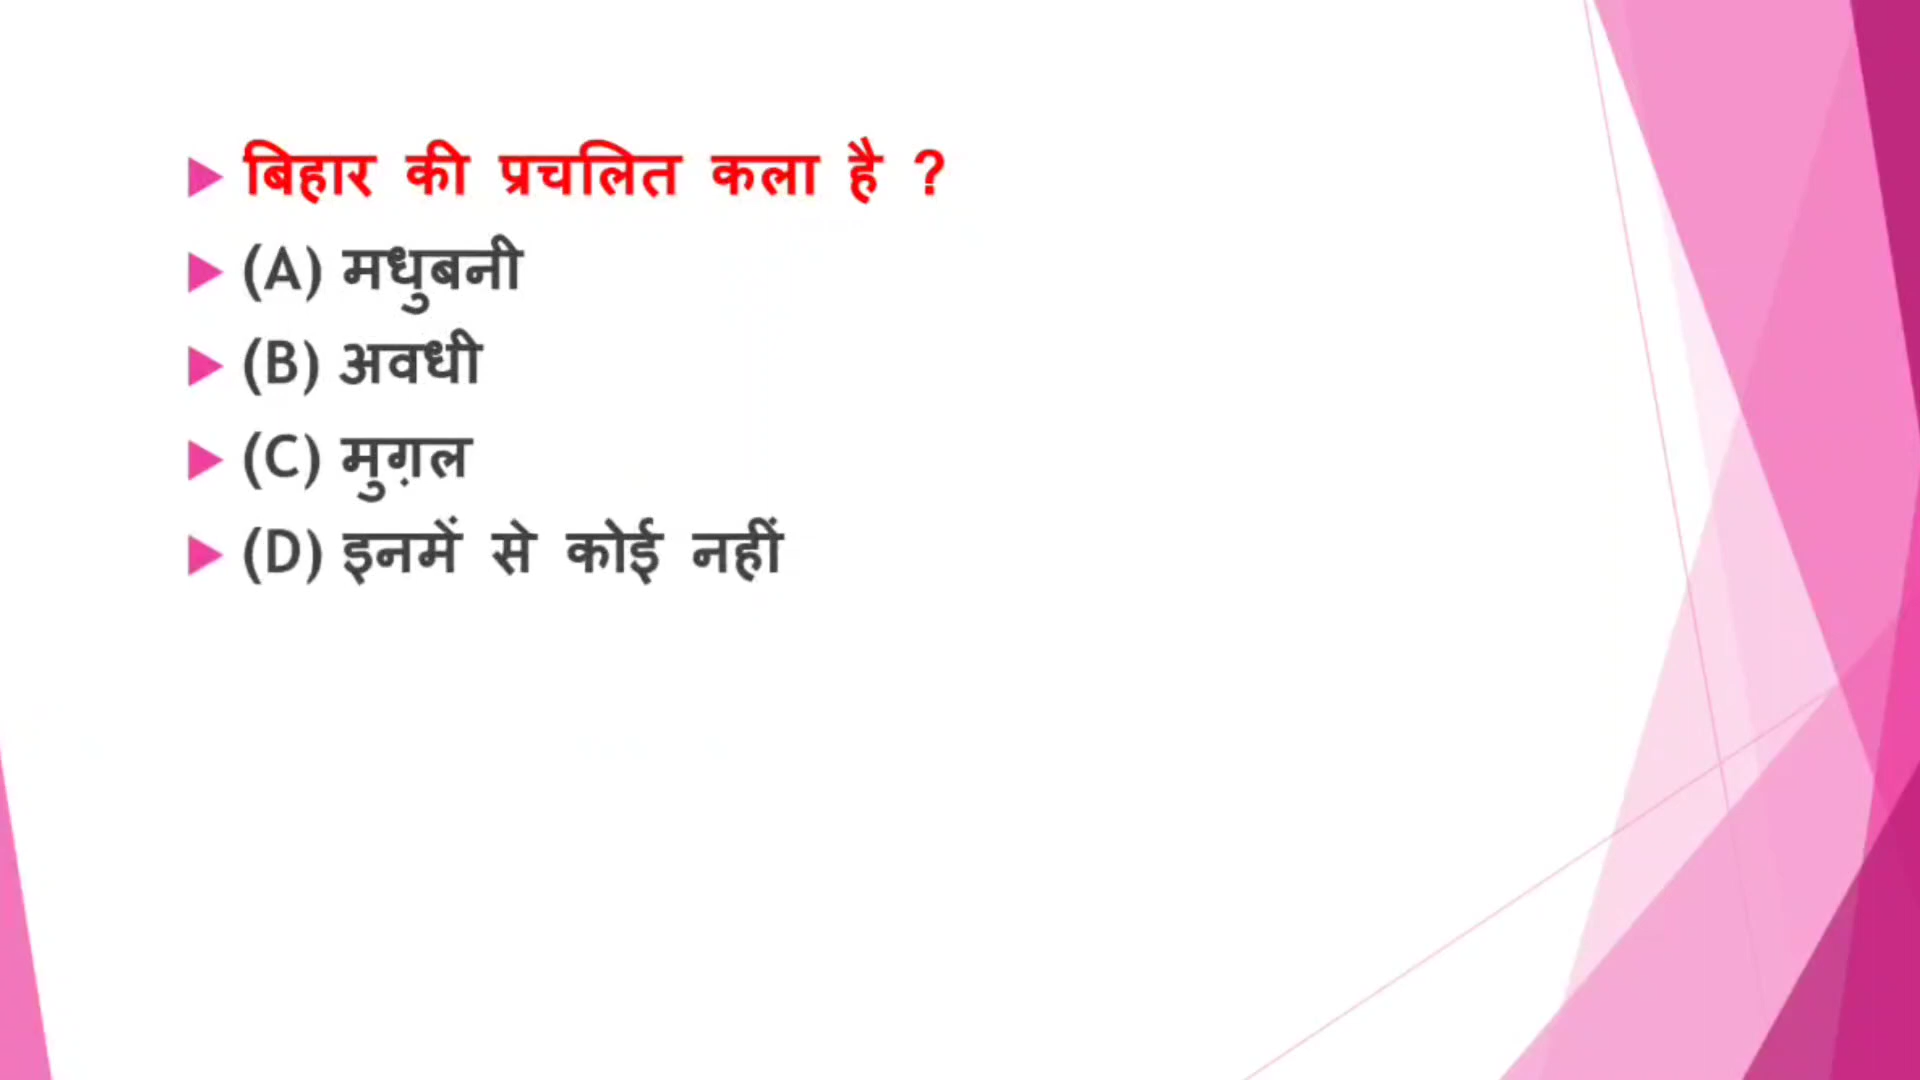 बिहार की प्रचलित कला है ?
(A) मधुबनी
(B) अवधी
(C) मुग़ल
(D) इनमें से कोई नहीं